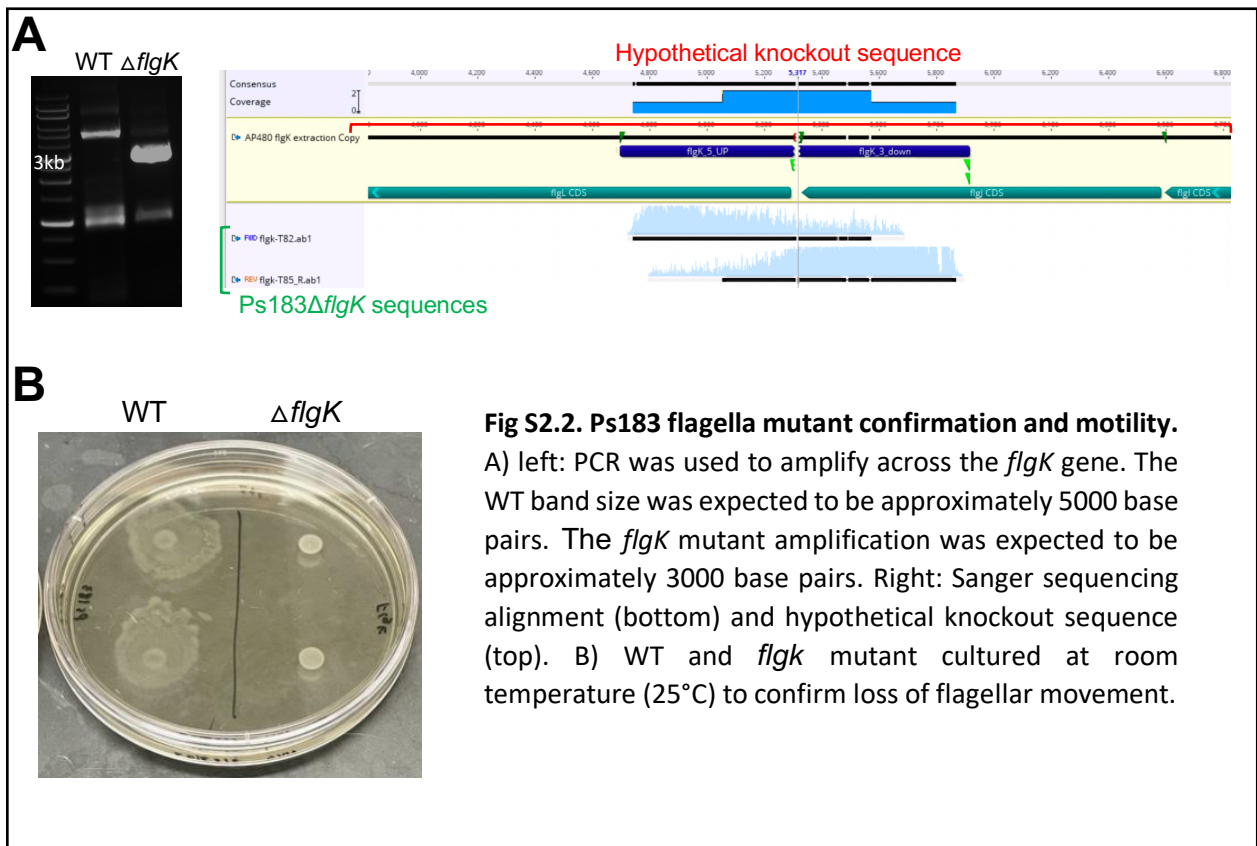 A
WT ΔflgK
3kb
Hypothetical knockout sequence
4,000 4,200 4,400 4,600 4,800 5,000 5,200 5,317 5,400 5,600 5,800 6,000 6,200 6,400 6,600 6,800
Consensus
Coverage
2
0
AP480 flgK extraction Copy
flgK_5_UP flgK_3_down
flgL CDS flgJ CDS flgI CDS
FWD flgk-T82.ab1
REV flgk-T85_R.ab1
Ps183ΔflgK sequences
B
WT ΔflgK
Fig S2.2. Ps183 flagella mutant confirmation and motility.
A) left: PCR was used to amplify across the flgK gene. The
WT band size was expected to be approximately 5000 base
pairs. The flgK mutant amplification was expected to be
approximately 3000 base pairs. Right: Sanger sequencing
alignment (bottom) and hypothetical knockout sequence
(top). B) WT and flgk mutant cultured at room
temperature (25°C) to confirm loss of flagellar movement.